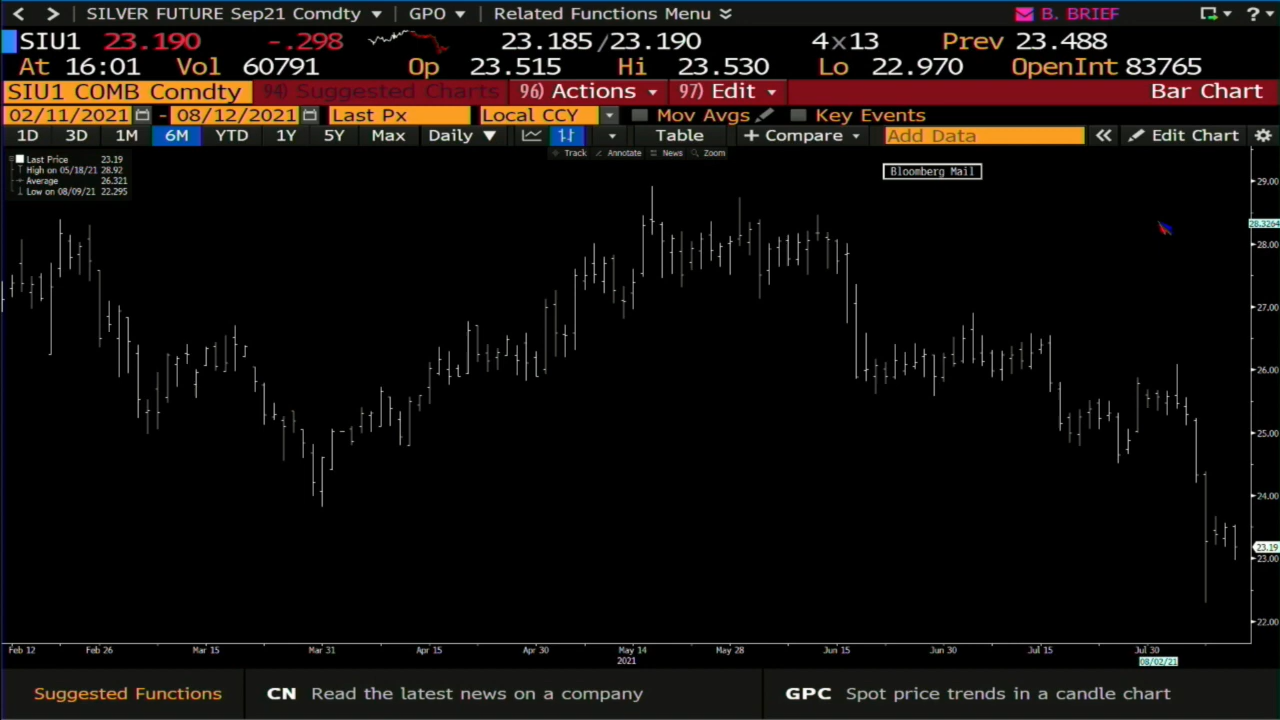 SILVER FUTURE Sep21 Comdty GPO Related Functions Menu B. BRIEF ?
SIU1 23.190 -.298 23.185/23.190 4x13 Prev 23.488
At 16:01 Vol 60791 Op 23.515 Hi 23.530 Lo 22.970 OpenInt 83765
SIU1 COMB Comdty 94) Suggested Charts 96) Actions 97) Edit Bar Chart
02/11/2021 - 08/12/2021 Last Px Local CCY Mov Avgs Key Events
1D 3D 1M 6M YTD 1Y 5Y Max Daily Table + Compare Add Data Edit Chart
Track Annotate News Zoom
Last Price 23.19
High on 05/18/21 28.92
Average 26.321
Low on 08/09/21 22.295
Bloomberg Mail
29.00
28.3264
28.00
27.00
26.00
25.00
24.00
23.19
23.00
22.00
Feb 12 Feb 26 Mar 15 Mar 31 Apr 15 Apr 30 May 14 May 28 Jun 15 Jun 30 Jul 15 Jul 30
2021 08/02/21
Suggested Functions CN Read the latest news on a company GPC Spot price trends in a candle chart